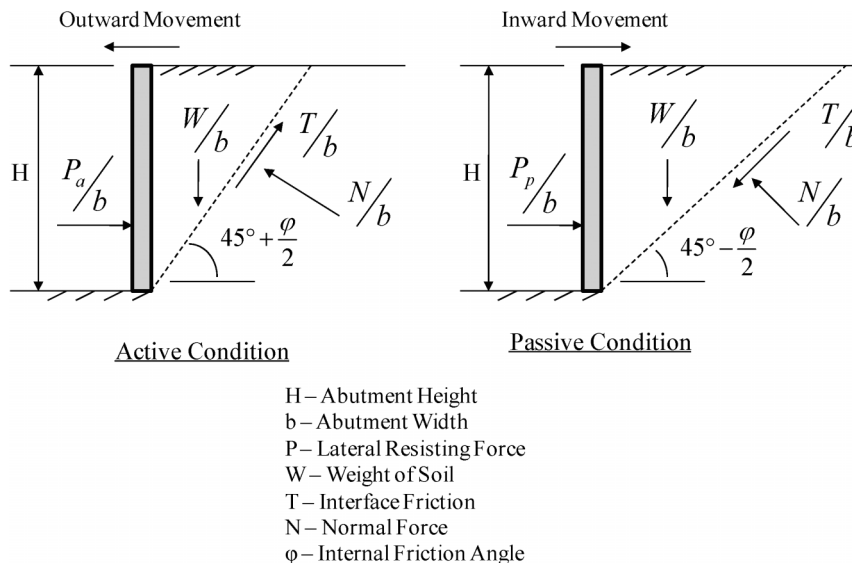 Outward Movement
H
P_a/b
W/b
T/b
N/b
45° + φ/2
Active Condition
Inward Movement
H
P_p/b
W/b
T/b
N/b
45° − φ/2
Passive Condition
H – Abutment Height
b – Abutment Width
P – Lateral Resisting Force
W – Weight of Soil
T – Interface Friction
N – Normal Force
φ – Internal Friction Angle